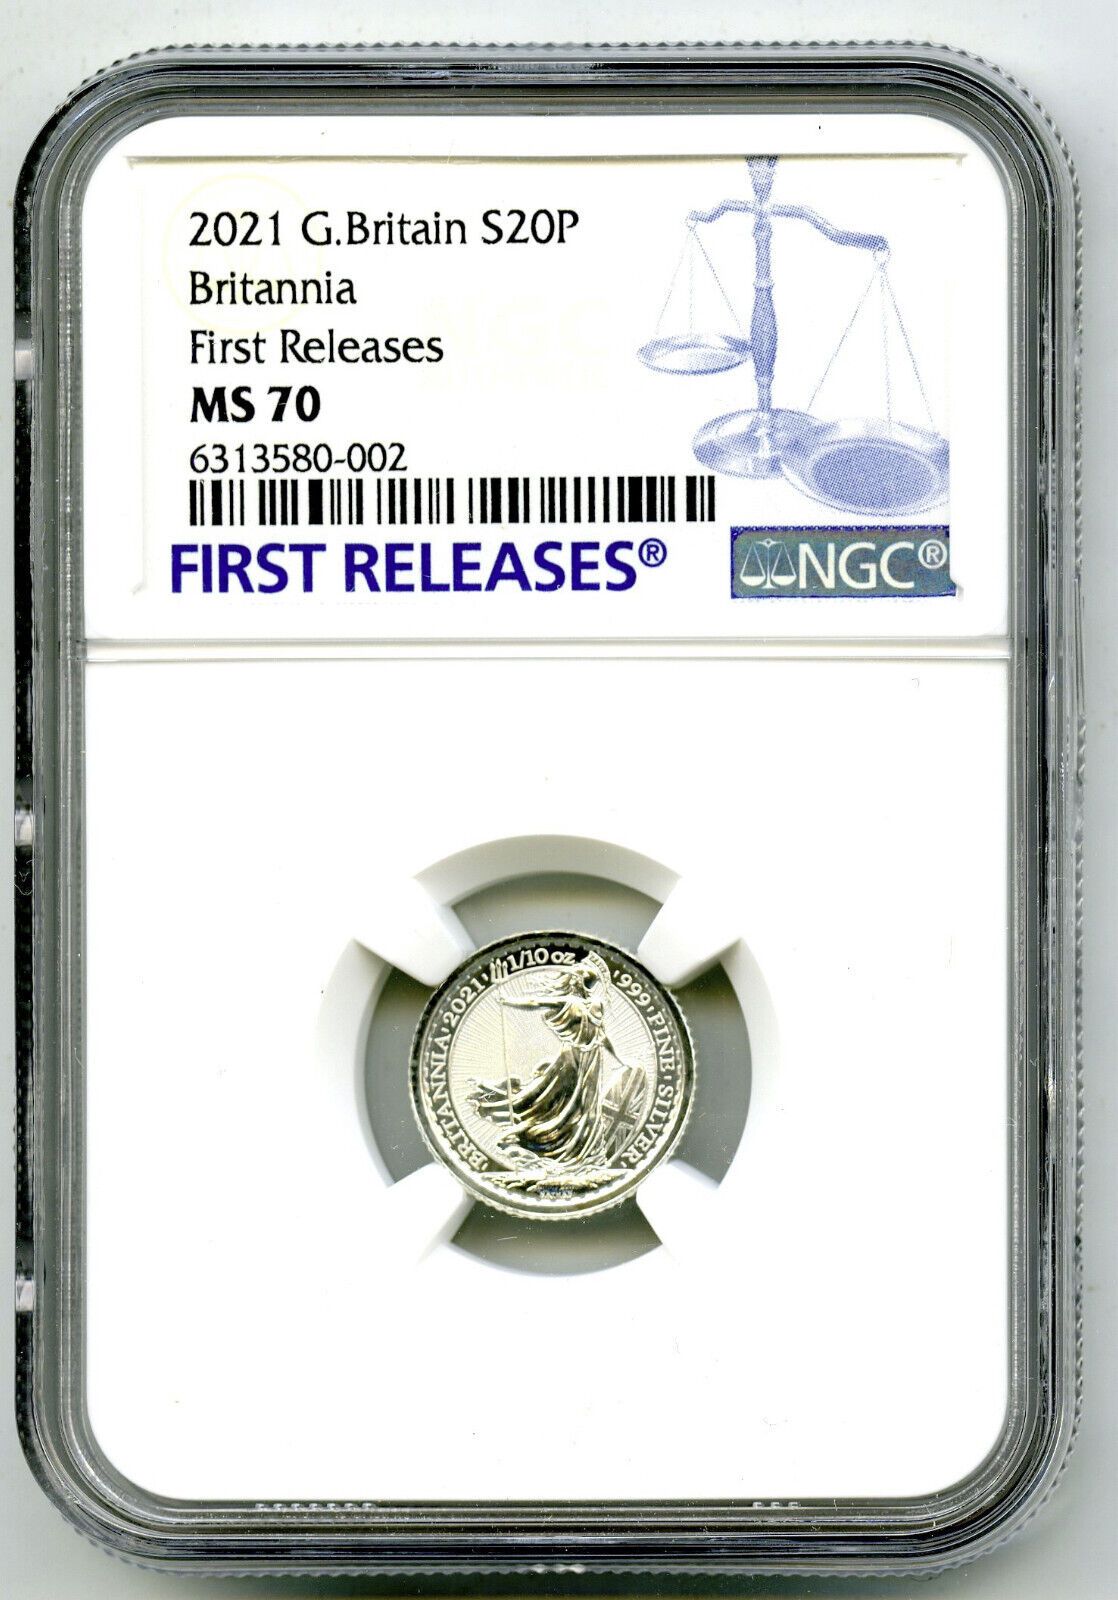 2021 G.Britain S20P
Britannia
First Releases
MS 70
6313580-002
FIRST RELEASES®
NGC®
NGC
BRITANNIA · 2021 · 1/10 OZ · 999 · FINE · SILVER ·